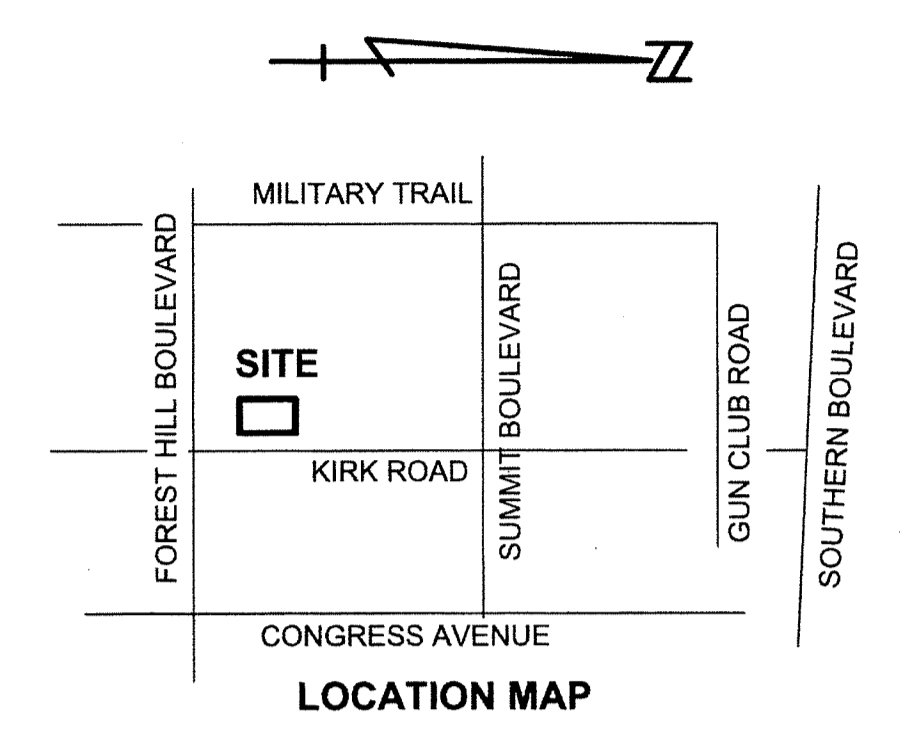 N
MILITARY TRAIL
FOREST HILL BOULEVARD
SUMMIT BOULEVARD
GUN CLUB ROAD
SOUTHERN BOULEVARD
SITE
KIRK ROAD
CONGRESS AVENUE
LOCATION MAP